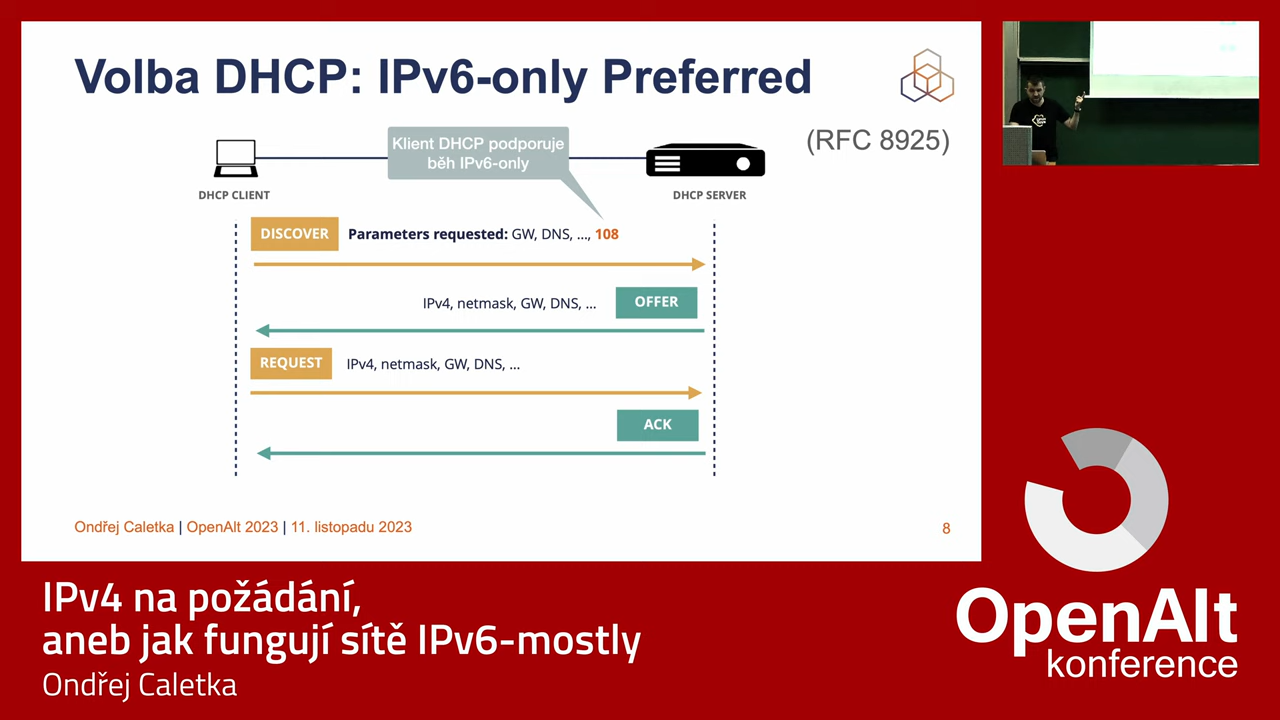 Volba DHCP: IPv6-only Preferred
(RFC 8925)
Klient DHCP podporuje
běh IPv6-only
DHCP CLIENT
DHCP SERVER
DISCOVER
Parameters requested: GW, DNS, ..., 108
IPv4, netmask, GW, DNS, ...
OFFER
REQUEST
IPv4, netmask, GW, DNS, ...
ACK
Ondřej Caletka | OpenAlt 2023 | 11. listopadu 2023
8
IPv4 na požádání,
aneb jak fungují sítě IPv6-mostly
Ondřej Caletka
OpenAlt
konference